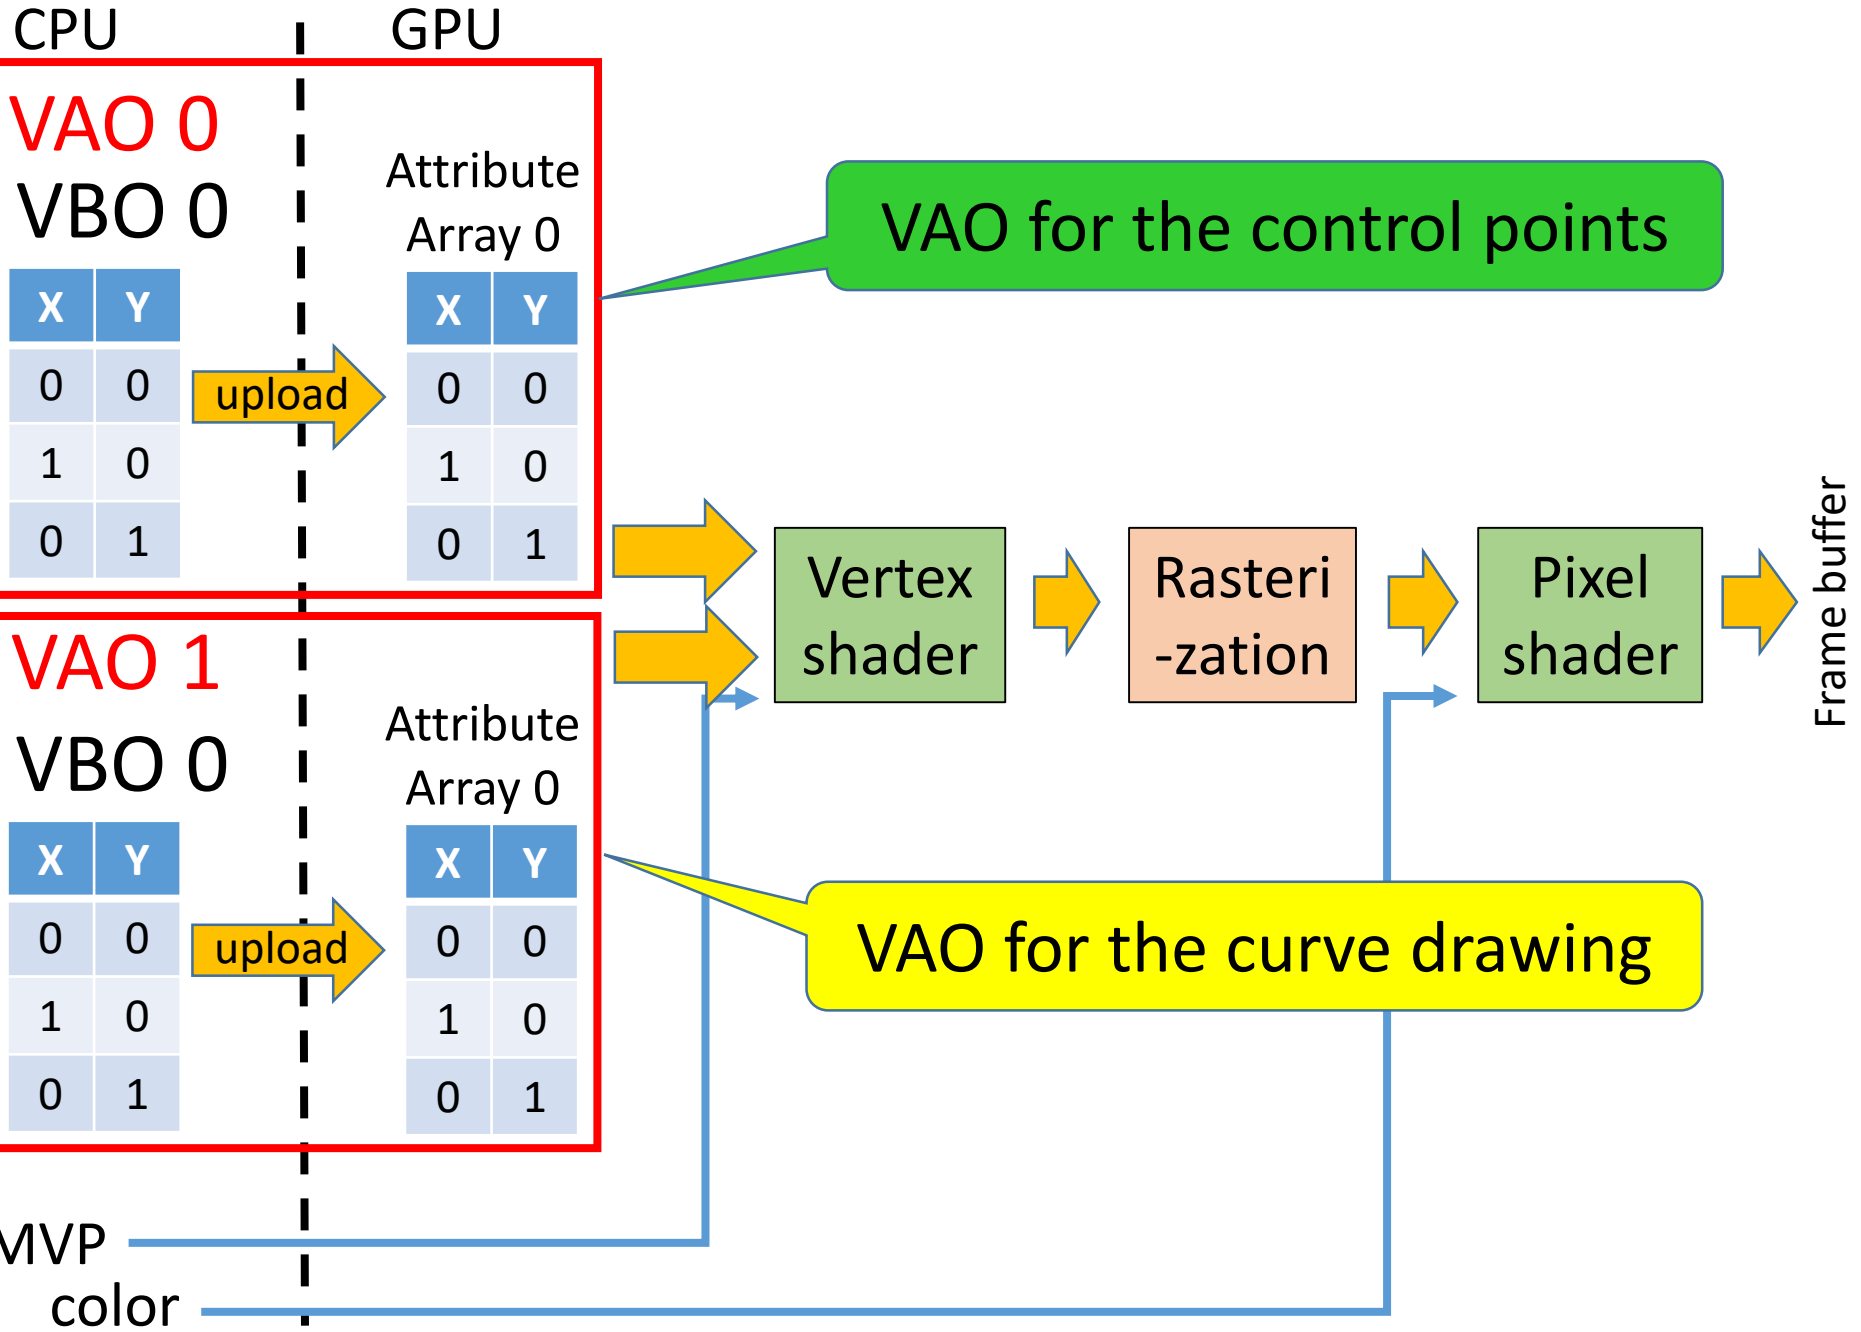 CPU
GPU
VAO 0
VBO 0
Attribute
Array 0
X Y
0 0
1 0
0 1
upload
X Y
0 0
1 0
0 1
VAO for the control points
VAO 1
VBO 0
Attribute
Array 0
X Y
0 0
1 0
0 1
upload
X Y
0 0
1 0
0 1
VAO for the curve drawing
Vertex
shader
Rasteri
-zation
Pixel
shader
Frame buffer
MVP
color